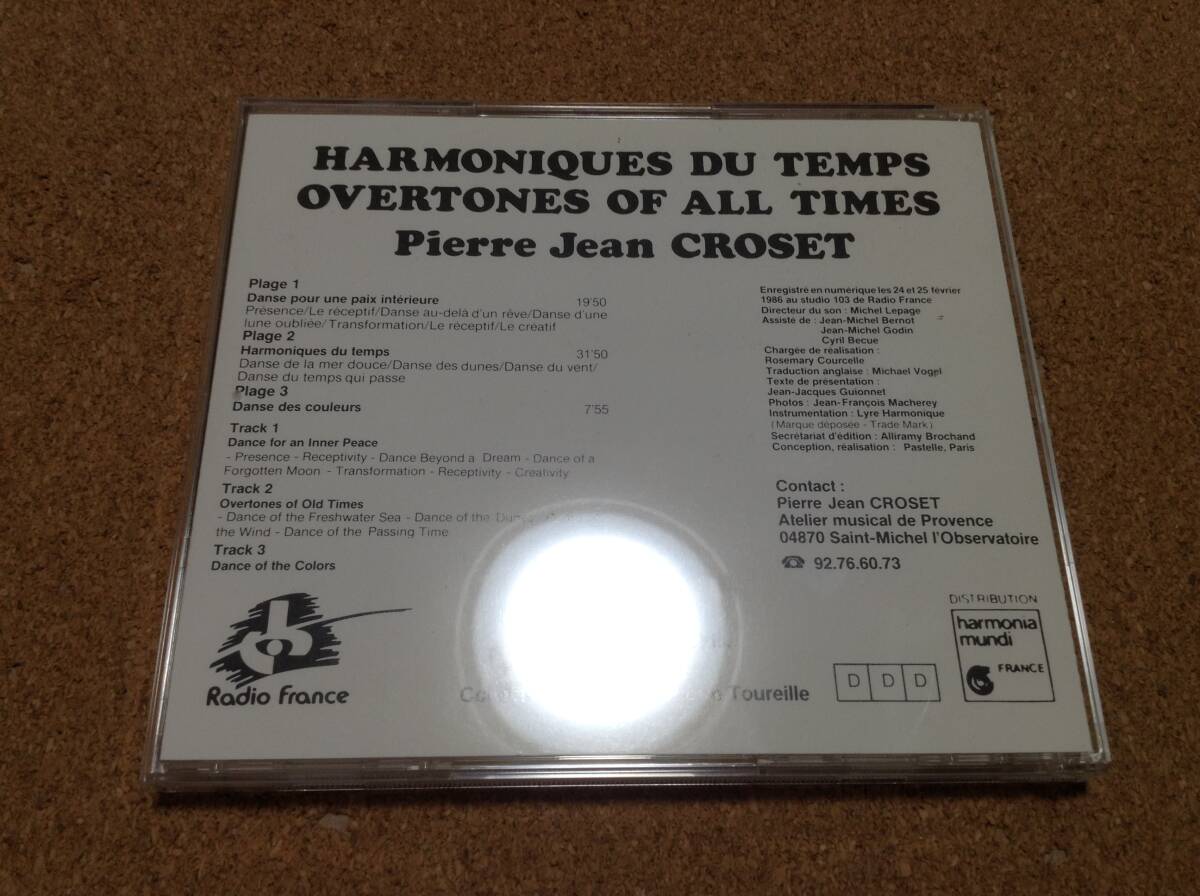 HARMONIQUES DU TEMPS
OVERTONES OF ALL TIMES
Pierre Jean CROSET
Plage 1
Danse pour une paix intérieure 19'50
Présence/Le réceptif/Danse au-delà d'un rêve/Danse d'une
lune oubliée/Transformation/Le réceptif/Le créatif
Plage 2
Harmoniques du temps 31'50
Danse de la mer douce/Danse des dunes/Danse du vent/
Danse du temps qui passe
Plage 3
Danse des couleurs 7'55
Track 1
Dance for an Inner Peace
- Presence - Receptivity - Dance Beyond a Dream - Dance of a
Forgotten Moon - Transformation - Receptivity - Creativity
Track 2
Overtones of Old Times
- Dance of the Freshwater Sea - Dance of the
the Wind - Dance of the Passing Time
Track 3
Dance of the Colors
Enregistré en numérique les 24 et 25 février
1986 au studio 103 de Radio France
Directeur du son : Michel Lepage
Assisté de : Jean-Michel Bernot
Jean-Michel Godin
Cyril Becue
Chargée de réalisation :
Rosemary Courcelle
Traduction anglaise : Michael Vogel
Texte de présentation :
Jean-Jacques Guionnet
Photos : Jean-François Macherey
Instrumentation : Lyre Harmonique
(Marque déposée - Trade Mark)
Secrétariat d'édition : Alliramy Brochand
Conception, réalisation : Pastelle, Paris
Contact :
Pierre Jean CROSET
Atelier musical de Provence
04870 Saint-Michel l'Observatoire
☎ 92.76.60.73
Radio France
Toureille
D D D
DISTRIBUTION
harmonia
mundi
FRANCE